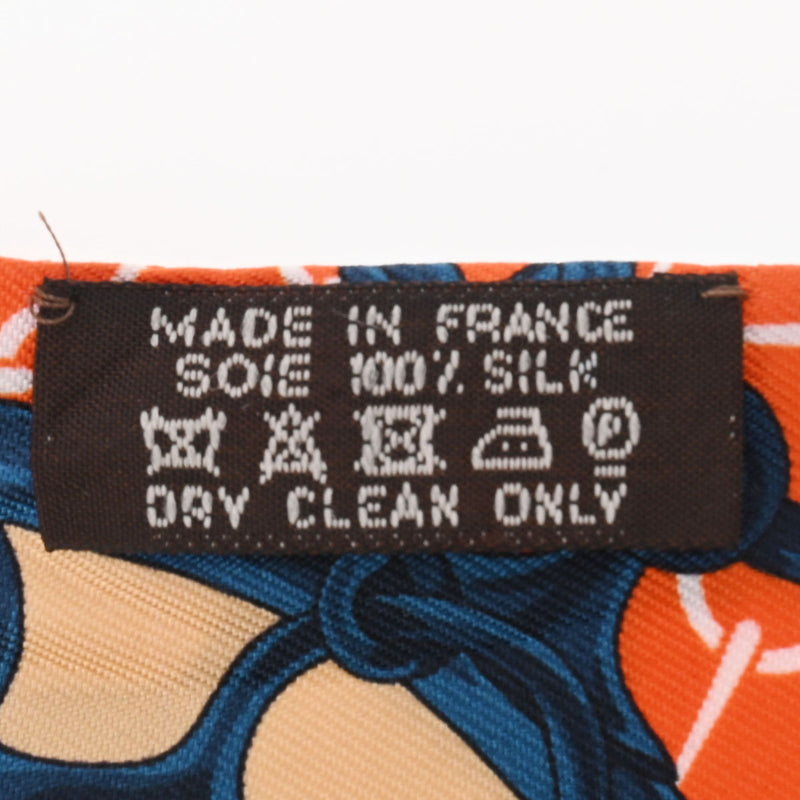 MADE IN FRANCE
SOIE 100% SILK
P
DRY CLEAN ONLY